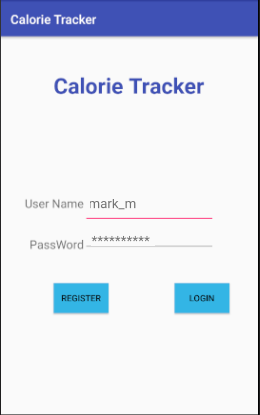 Calorie Tracker
Calorie Tracker
User Name mark_m
PassWord **********
REGISTER LOGIN